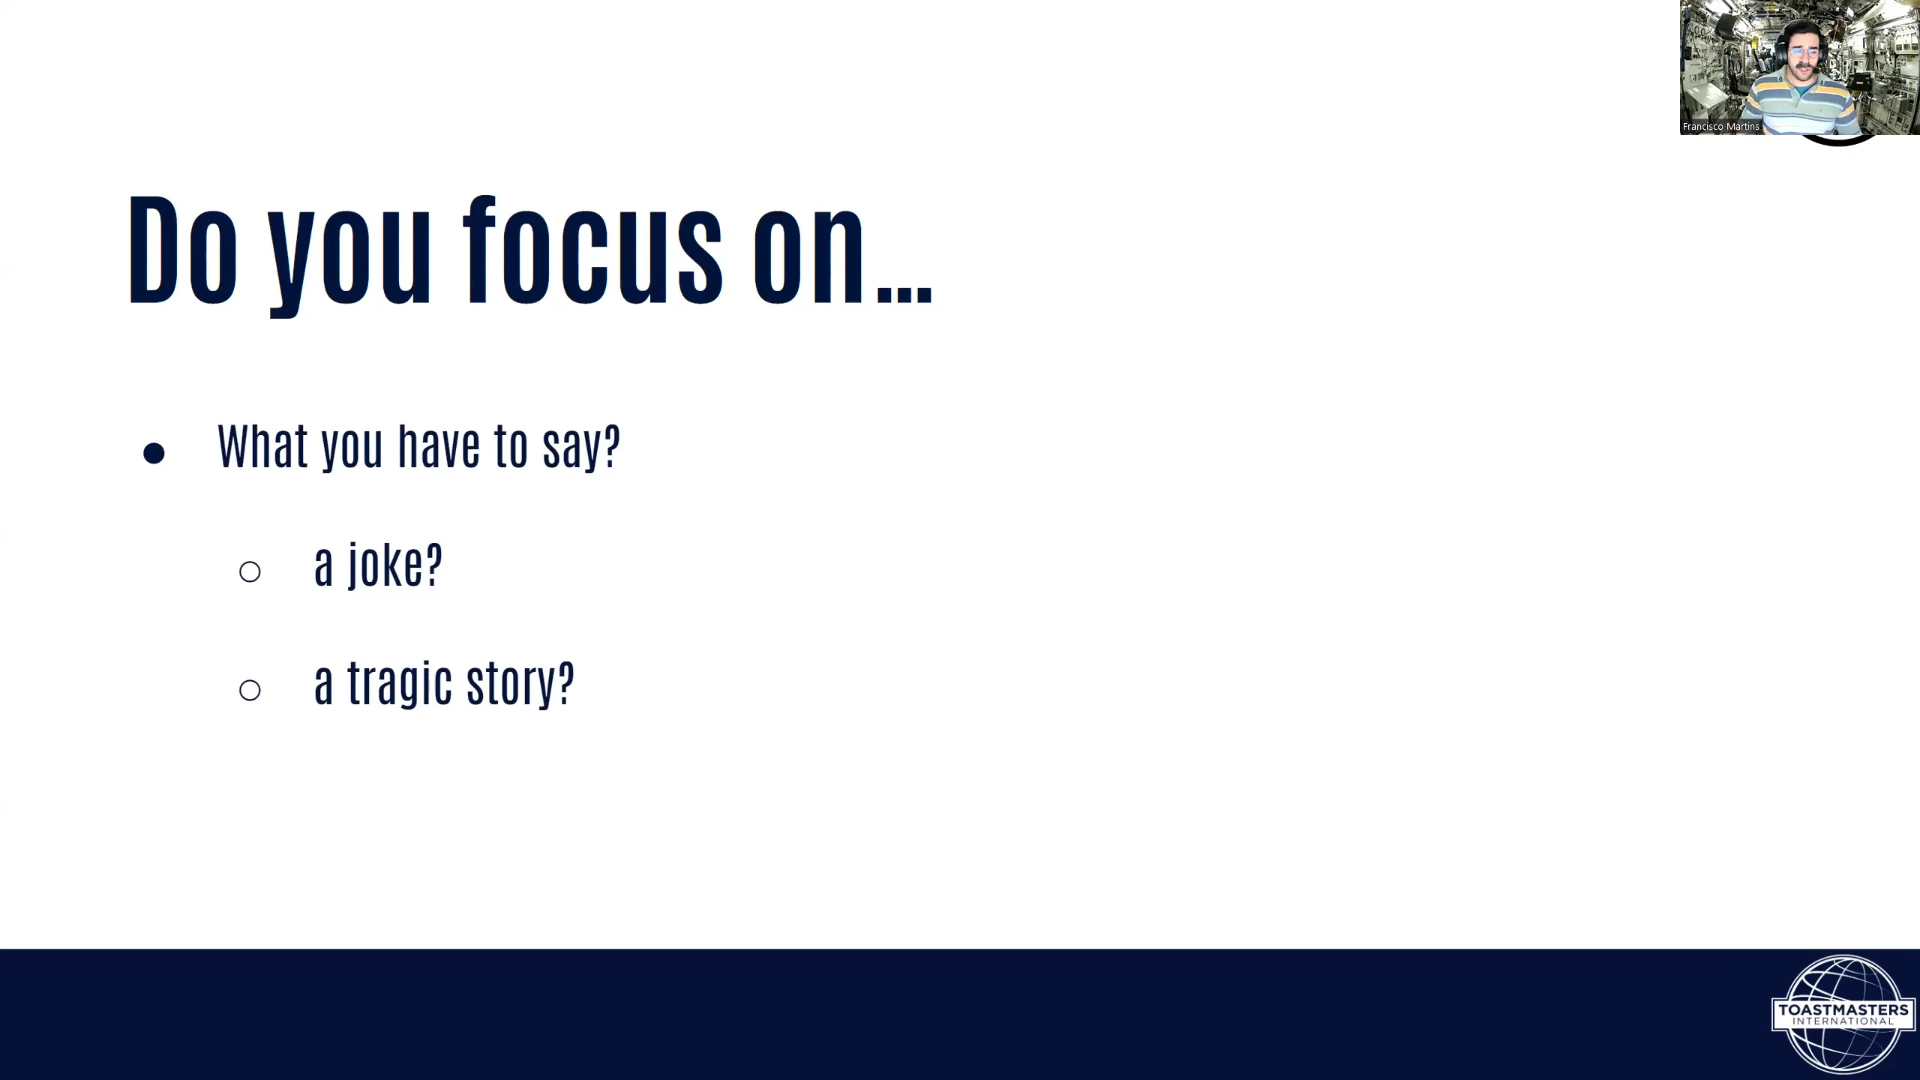 Francisco Martins
Do you focus on...
What you have to say?
a joke?
a tragic story?
TOASTMASTERS
INTERNATIONAL